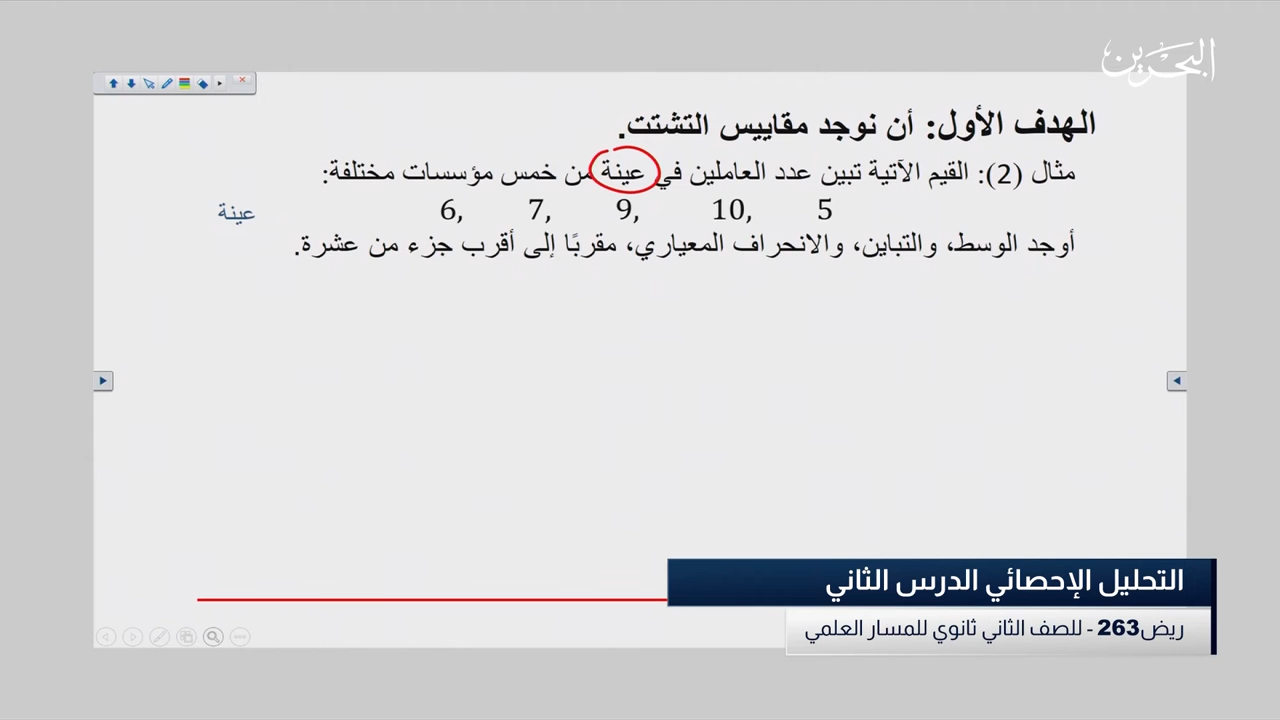 البحرين
الهدف الأول: أن نوجد مقاييس التشتت.
مثال (2): القيم الآتية تبين عدد العاملين في عينة من خمس مؤسسات مختلفة:
6, 7, 9, 10, 5
عينة
أوجد الوسط، والتباين، والانحراف المعياري، مقربًا إلى أقرب جزء من عشرة.
التحليل الإحصائي الدرس الثاني
ريض263 - للصف الثاني ثانوي للمسار العلمي